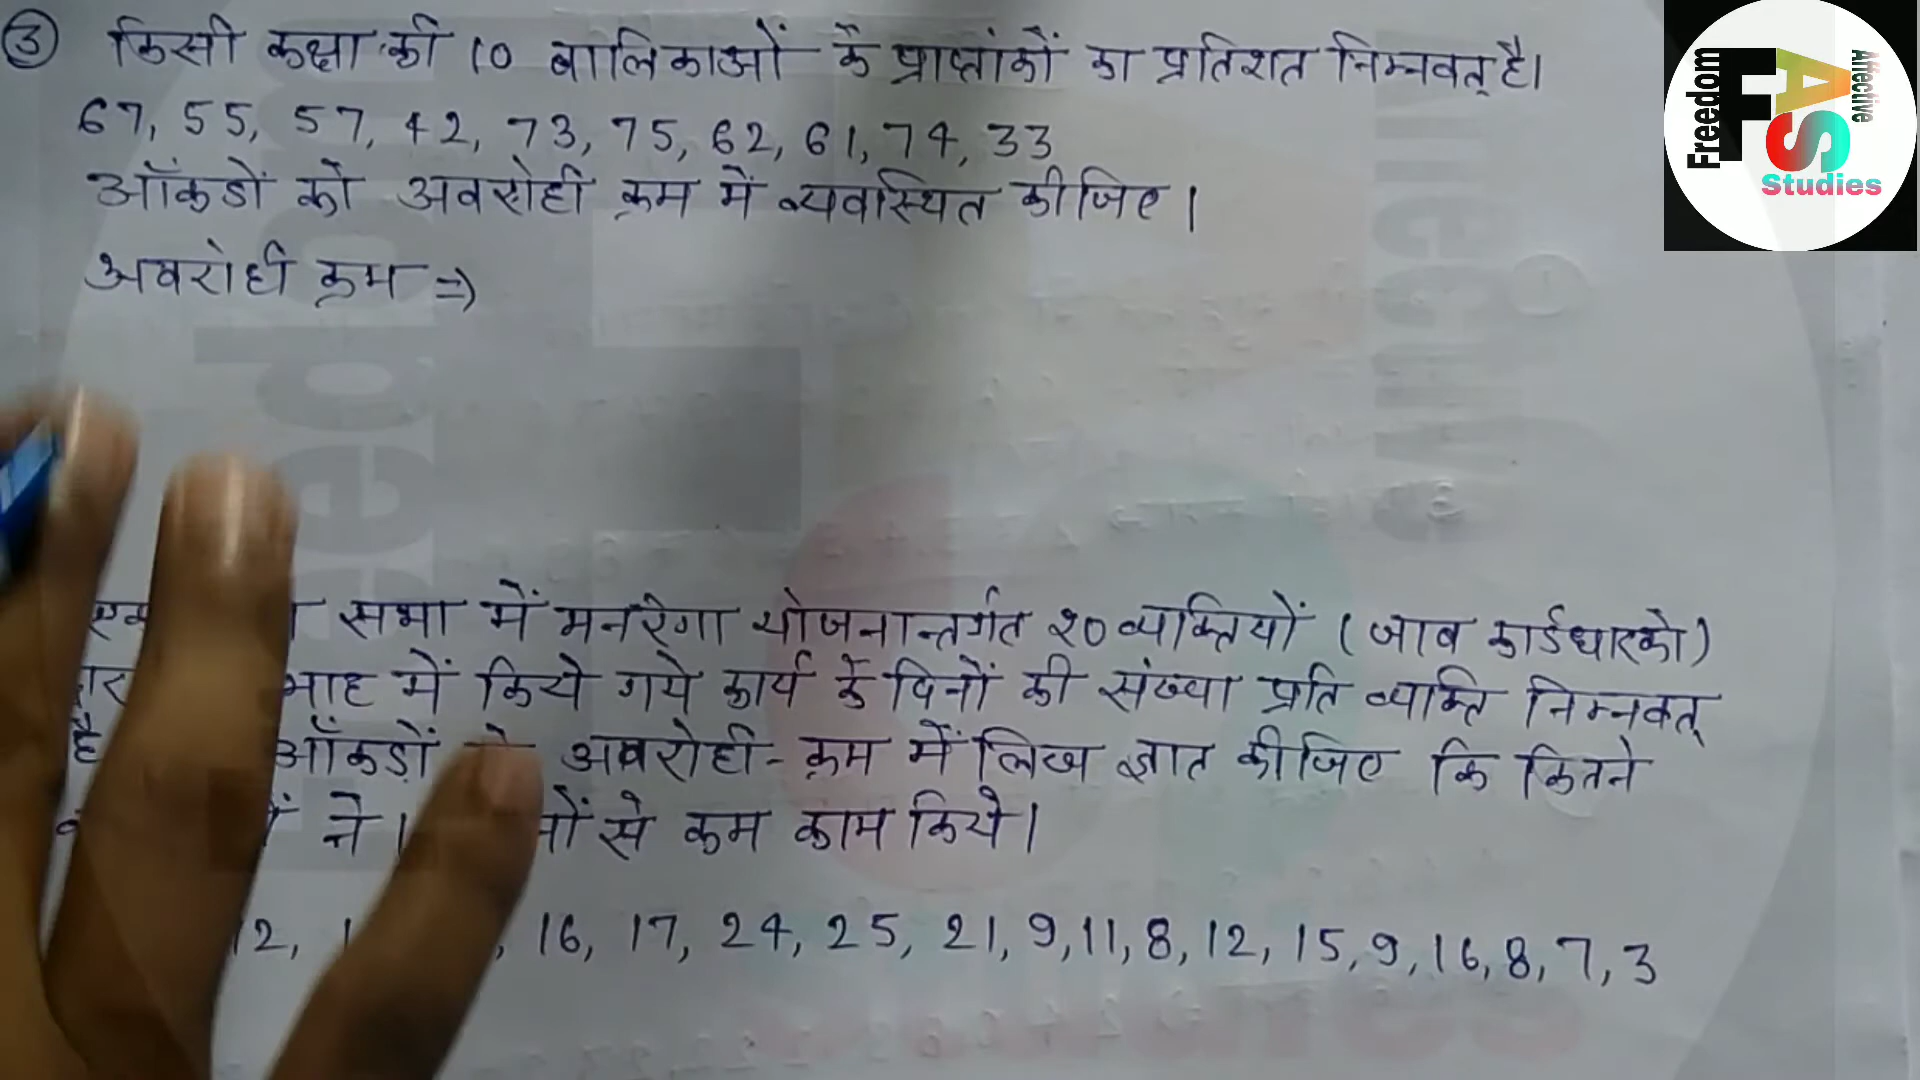 ③ किसी कक्षा की 10 बालिकाओं के प्राप्तांकों का प्रतिशत निम्नवत् है।
67, 55, 57, 42, 73, 75, 62, 61, 74, 33
आँकडों को अवरोही क्रम में व्यवस्थित कीजिए।
अवरोही क्रम ⇒
सभा में मनरेगा योजनान्तर्गत 20 व्यक्तियों (जाब कार्डधारको)
माह में किये गये कार्य के दिनों की संख्या प्रति व्यक्ति निम्नवत्
है आँकड़ों अवरोही-क्रम में लिख ज्ञात कीजिए कि कितने
ने से कम काम किये।
12, 16, 17, 24, 25, 21, 9, 11, 8, 12, 15, 9, 16, 8, 7, 3
Freedom
FAS
Affective
Studies